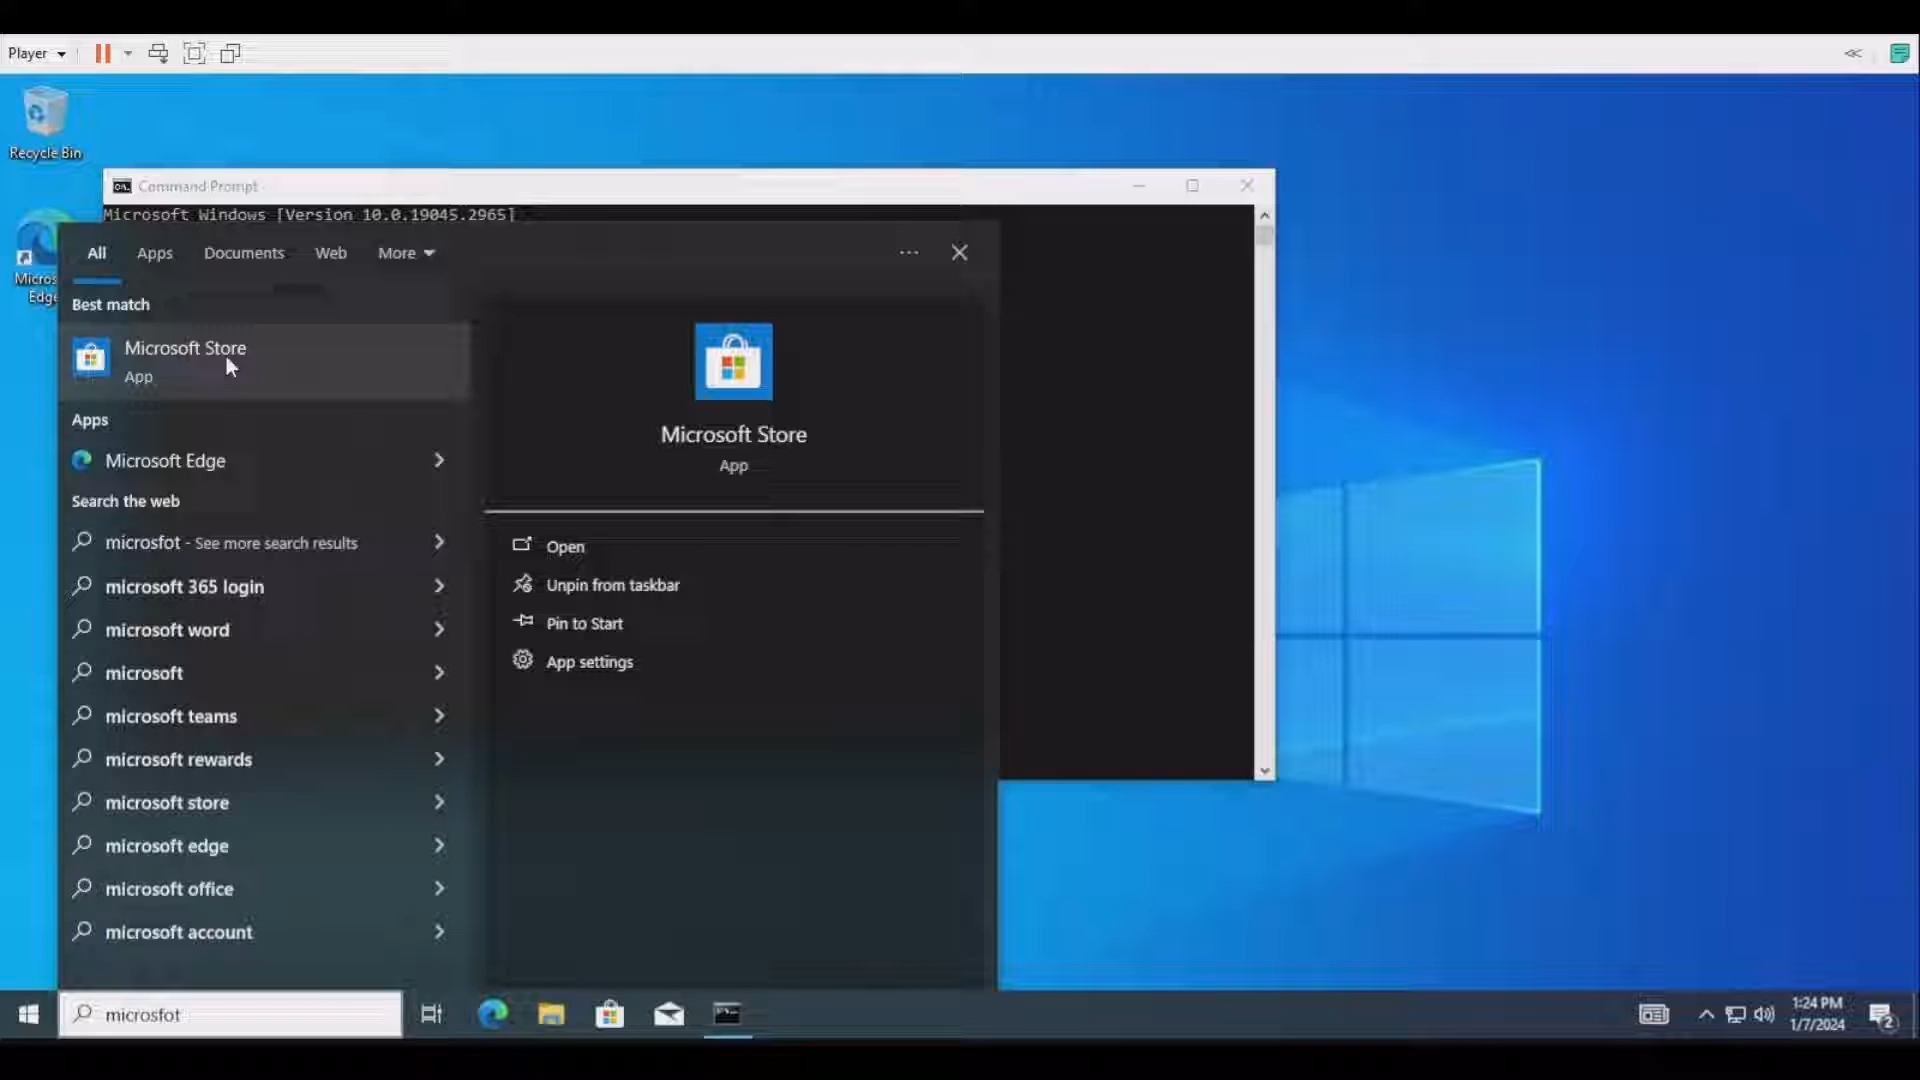 Player
Recycle Bin
Command Prompt
Microsoft Windows [Version 10.0.19045.2965]
Micros
Edge
All Apps Documents Web More
Best match
Microsoft Store
App
Apps
Microsoft Edge
Search the web
microsfot - See more search results
microsoft 365 login
microsoft word
microsoft
microsoft teams
microsoft rewards
microsoft store
microsoft edge
microsoft office
microsoft account
Microsoft Store
App
Open
Unpin from taskbar
Pin to Start
App settings
microsfot
1:24 PM
1/7/2024
2